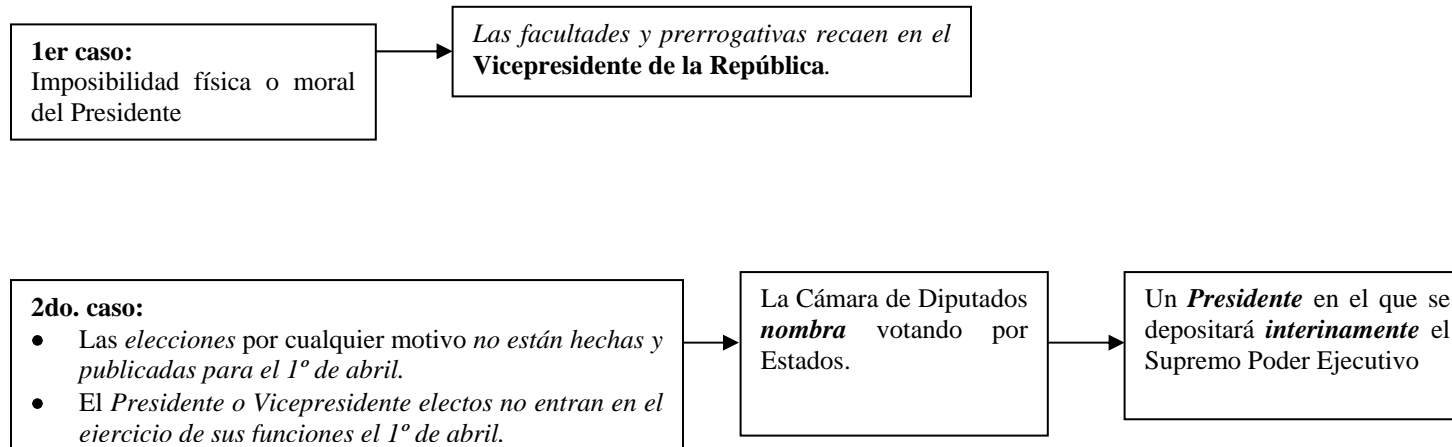 1er caso:
Imposibilidad física o moral
del Presidente
Las facultades y prerrogativas recaen en el
Vicepresidente de la República.
2do. caso:
• Las elecciones por cualquier motivo no están hechas y
publicadas para el 1º de abril.
• El Presidente o Vicepresidente electos no entran en el
ejercicio de sus funciones el 1º de abril.
La Cámara de Diputados
nombra votando por
Estados.
Un Presidente en el que se
depositará interinamente el
Supremo Poder Ejecutivo